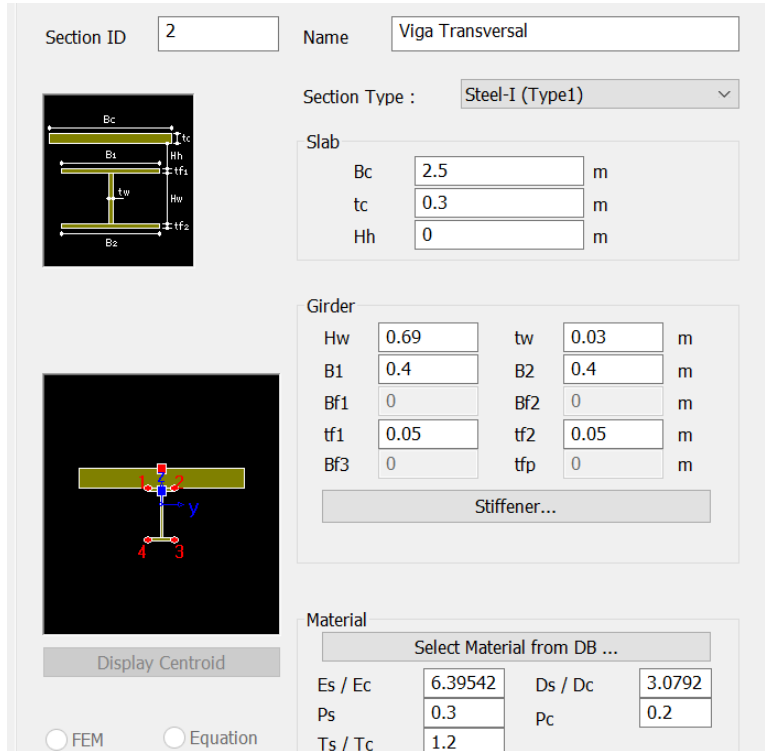 Section ID 2 Name Viga Transversal
Section Type : Steel-I (Type1)
Bc
tc
B1 Hh
tf1
tw
Hw
tf2
B2
Slab
Bc 2.5 m
tc 0.3 m
Hh 0 m
Girder
Hw 0.69 tw 0.03 m
B1 0.4 B2 0.4 m
Bf1 0 Bf2 0 m
tf1 0.05 tf2 0.05 m
Bf3 0 tfp 0 m
Stiffener...
1 z 2
y
4 3
Display Centroid
Material
Select Material from DB ...
Es / Ec 6.39542 Ds / Dc 3.0792
Ps 0.3 Pc 0.2
FEM Equation Ts / Tc 1.2